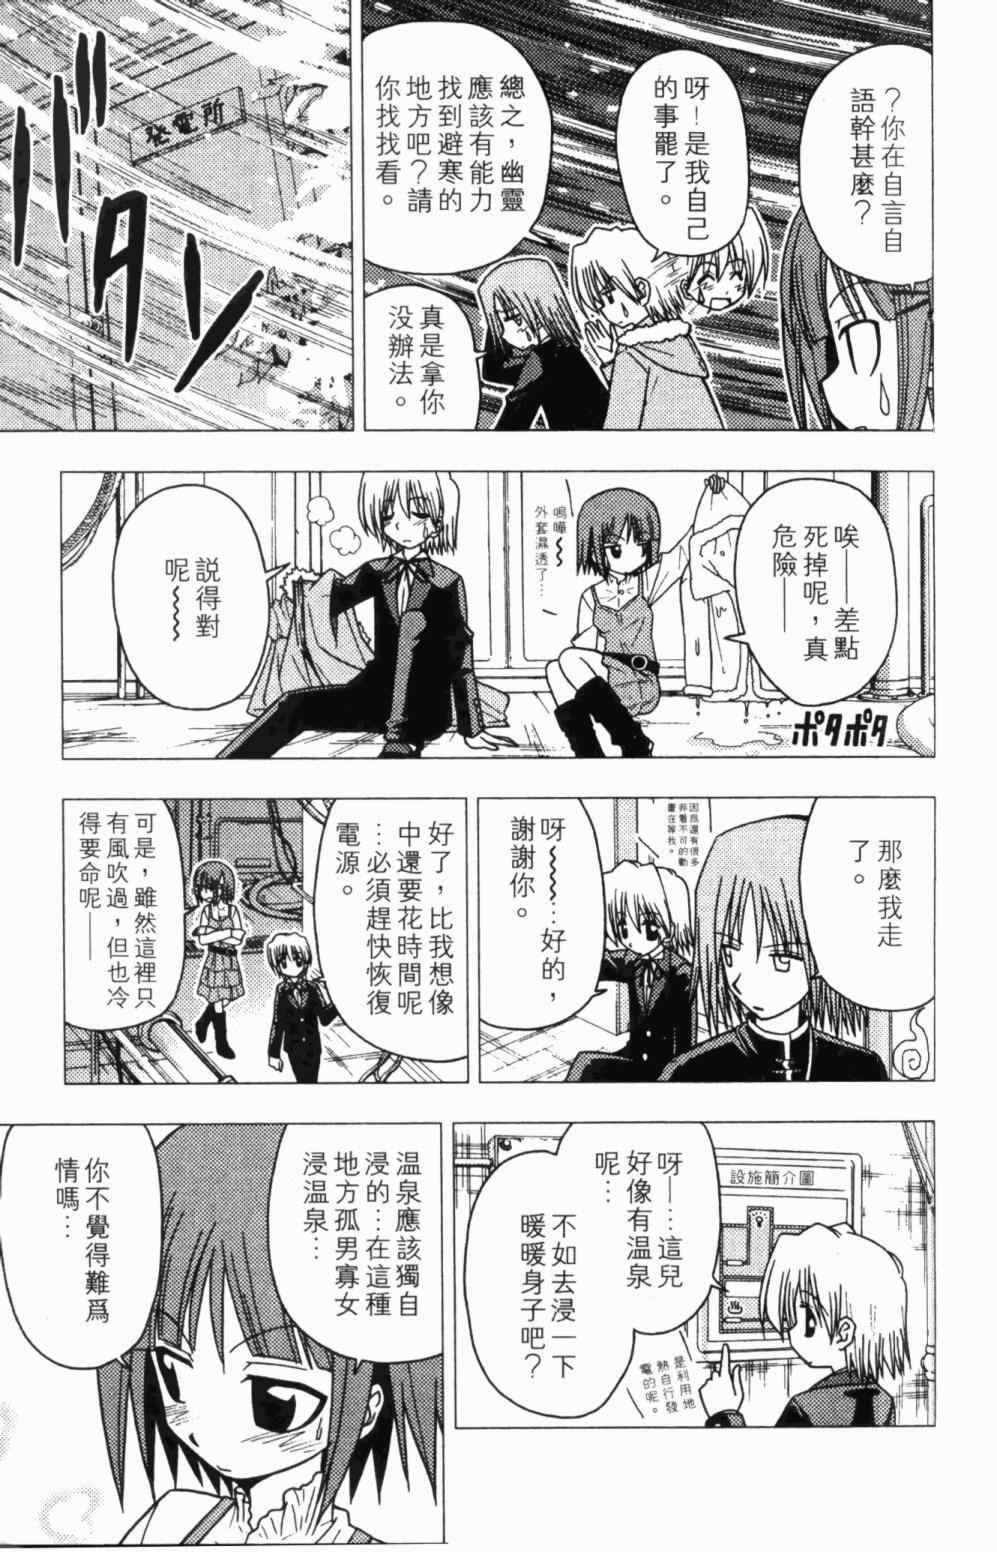 ?你在自言自
語幹甚麼?
呀!是我自己
的事罷了。
總之,幽靈
應該有能力
找到避寒的
地方吧?請
你找找看。
真是拿你
没辦法。
発電所
バタン
唉——差點
死掉呢,真
危險——
嗚嘩~~
外套濕透了…
ポタポタ
説得對
呢~~~
那麼我走
了。
因爲還有很多
非看不可的動
畫在等我。
呀~~~…好的,
謝謝你。
好了,比我想像
中還要花時間呢
…必須趕快恢復
電源。
可是,雖然這裡只
有風吹過,但也冷
得要命呢——
設施簡介圖
呀—…這兒
好像有温泉
呢…
不如去浸一下
暖暖身子吧?
是利用地
熱自行發
電的呢。
温泉應該獨自
浸的…在這種
地方孤男寡女
浸温泉…
你不覺得難爲
情嗎…